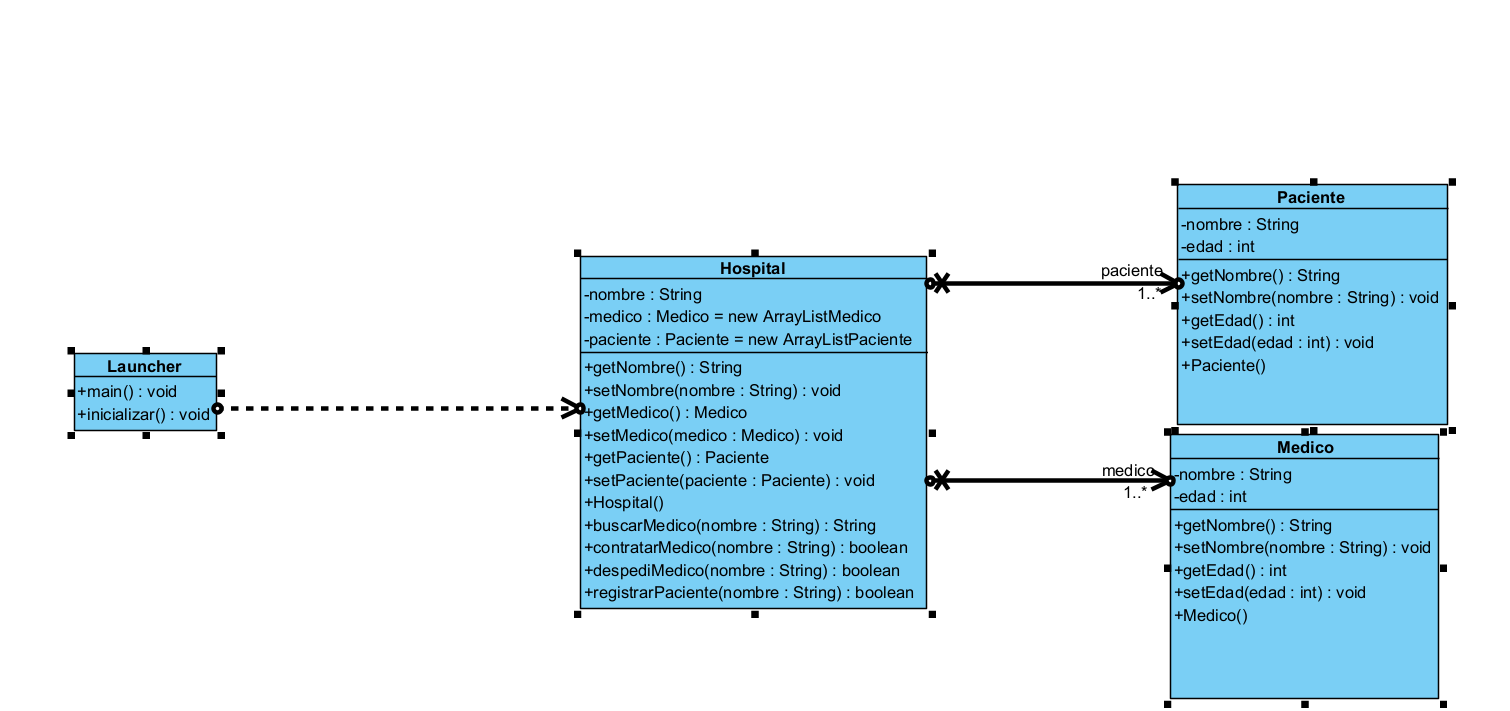 Launcher
+main() : void
+inicializar() : void
Hospital
-nombre : String
-medico : Medico = new ArrayListMedico
-paciente : Paciente = new ArrayListPaciente
+getNombre() : String
+setNombre(nombre : String) : void
+getMedico() : Medico
+setMedico(medico : Medico) : void
+getPaciente() : Paciente
+setPaciente(paciente : Paciente) : void
+Hospital()
+buscarMedico(nombre : String) : String
+contratarMedico(nombre : String) : boolean
+despediMedico(nombre : String) : boolean
+registrarPaciente(nombre : String) : boolean
paciente
1..*
Paciente
-nombre : String
-edad : int
+getNombre() : String
+setNombre(nombre : String) : void
+getEdad() : int
+setEdad(edad : int) : void
+Paciente()
medico
1..*
Medico
-nombre : String
-edad : int
+getNombre() : String
+setNombre(nombre : String) : void
+getEdad() : int
+setEdad(edad : int) : void
+Medico()